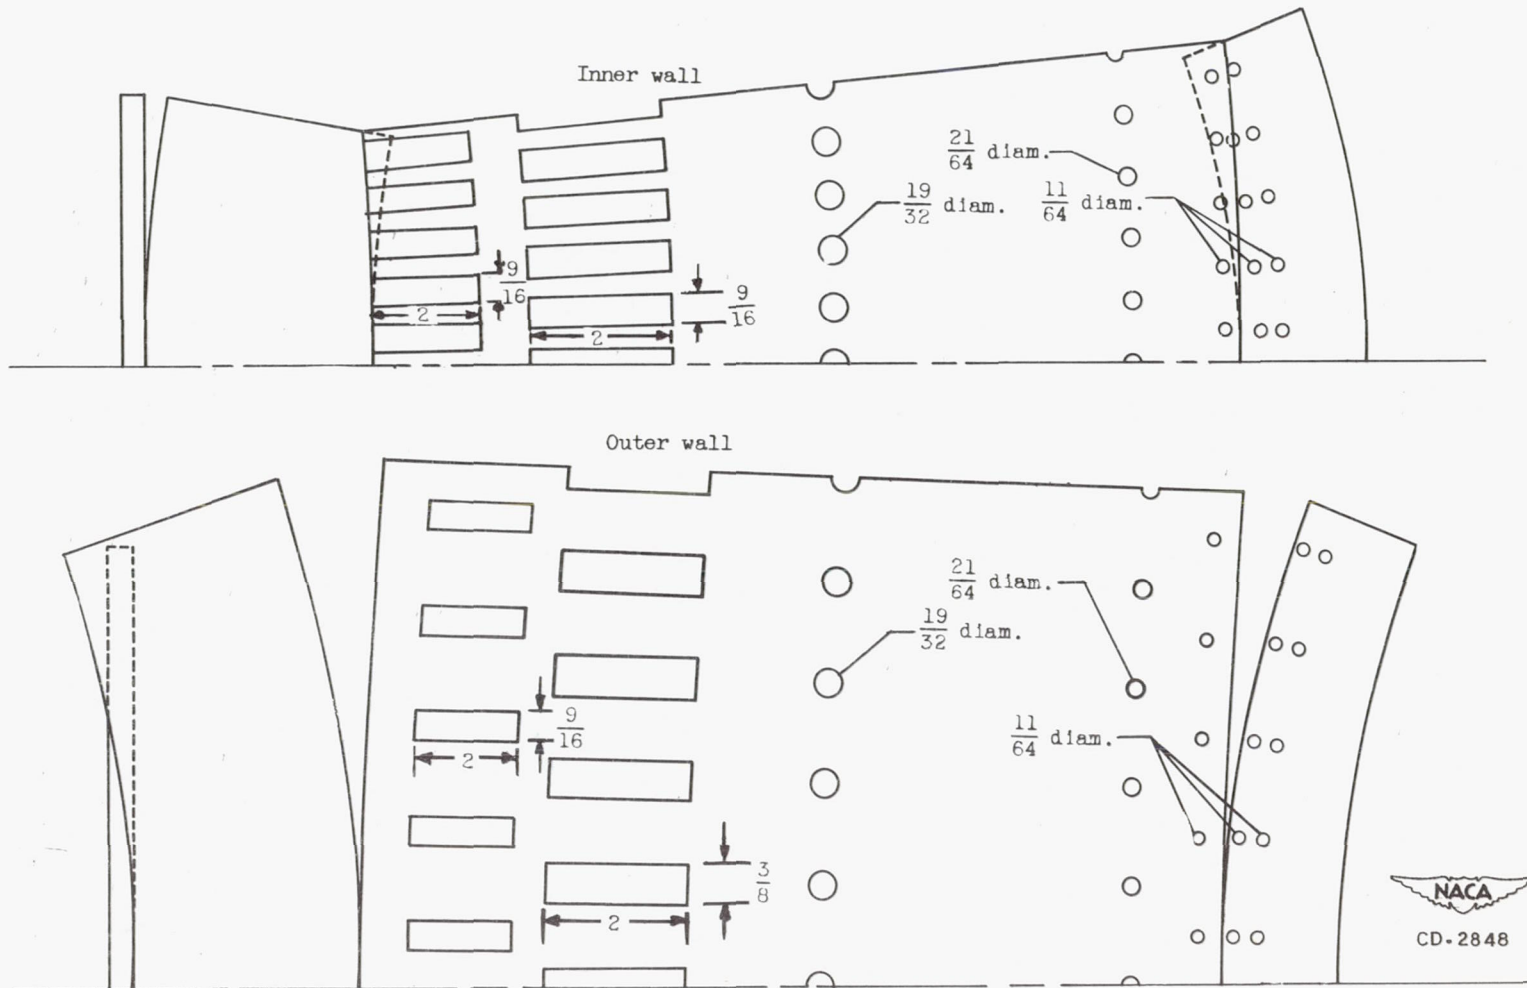 Inner wall
21/64 diam.
19/32 diam.
11/64 diam.
9/16
2
9/16
2
Outer wall
21/64 diam.
19/32 diam.
9/16
2
11/64 diam.
3/8
2
NACA
CD-2848